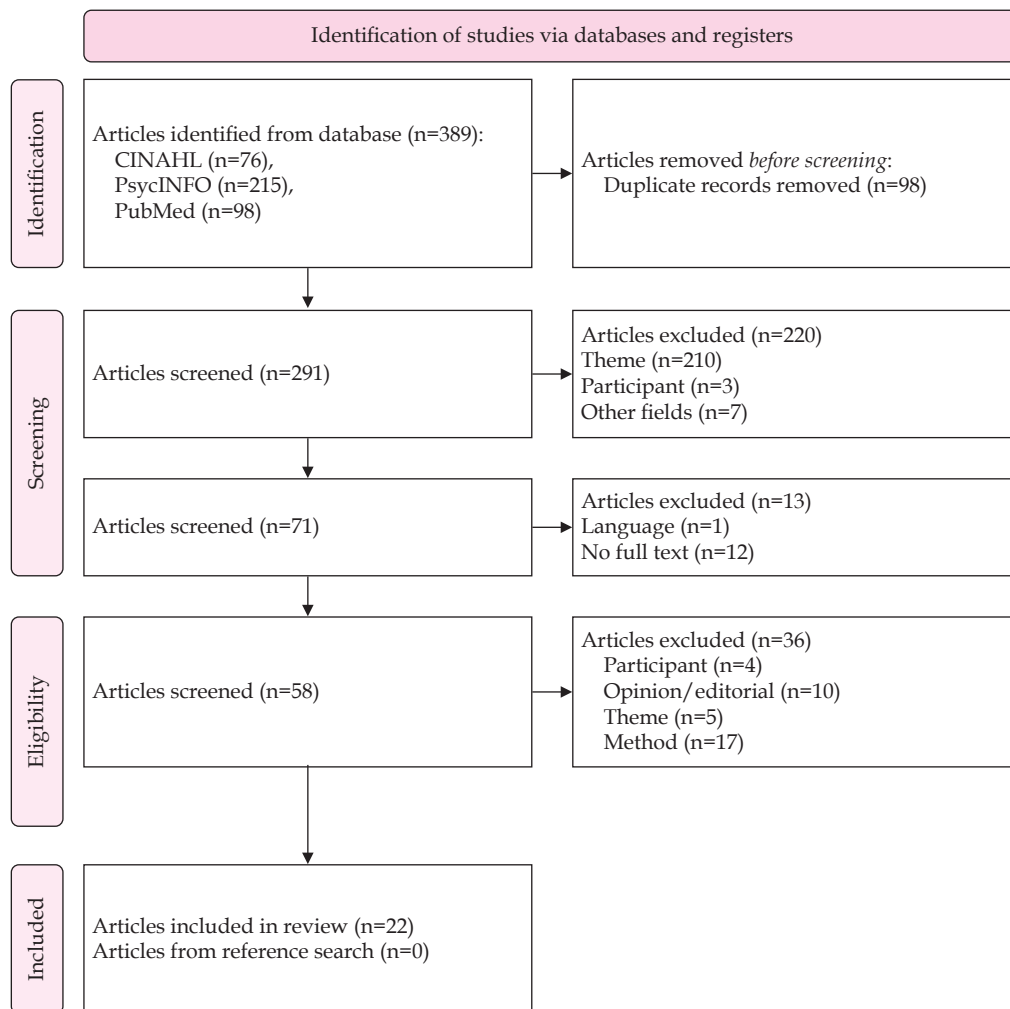 Identification of studies via databases and registers
Identification
Articles identified from database (n=389):
CINAHL (n=76),
PsycINFO (n=215),
PubMed (n=98)
Articles removed before screening:
Duplicate records removed (n=98)
Screening
Articles screened (n=291)
Articles excluded (n=220)
Theme (n=210)
Participant (n=3)
Other fields (n=7)
Articles screened (n=71)
Articles excluded (n=13)
Language (n=1)
No full text (n=12)
Eligibility
Articles screened (n=58)
Articles excluded (n=36)
Participant (n=4)
Opinion/editorial (n=10)
Theme (n=5)
Method (n=17)
Included
Articles included in review (n=22)
Articles from reference search (n=0)